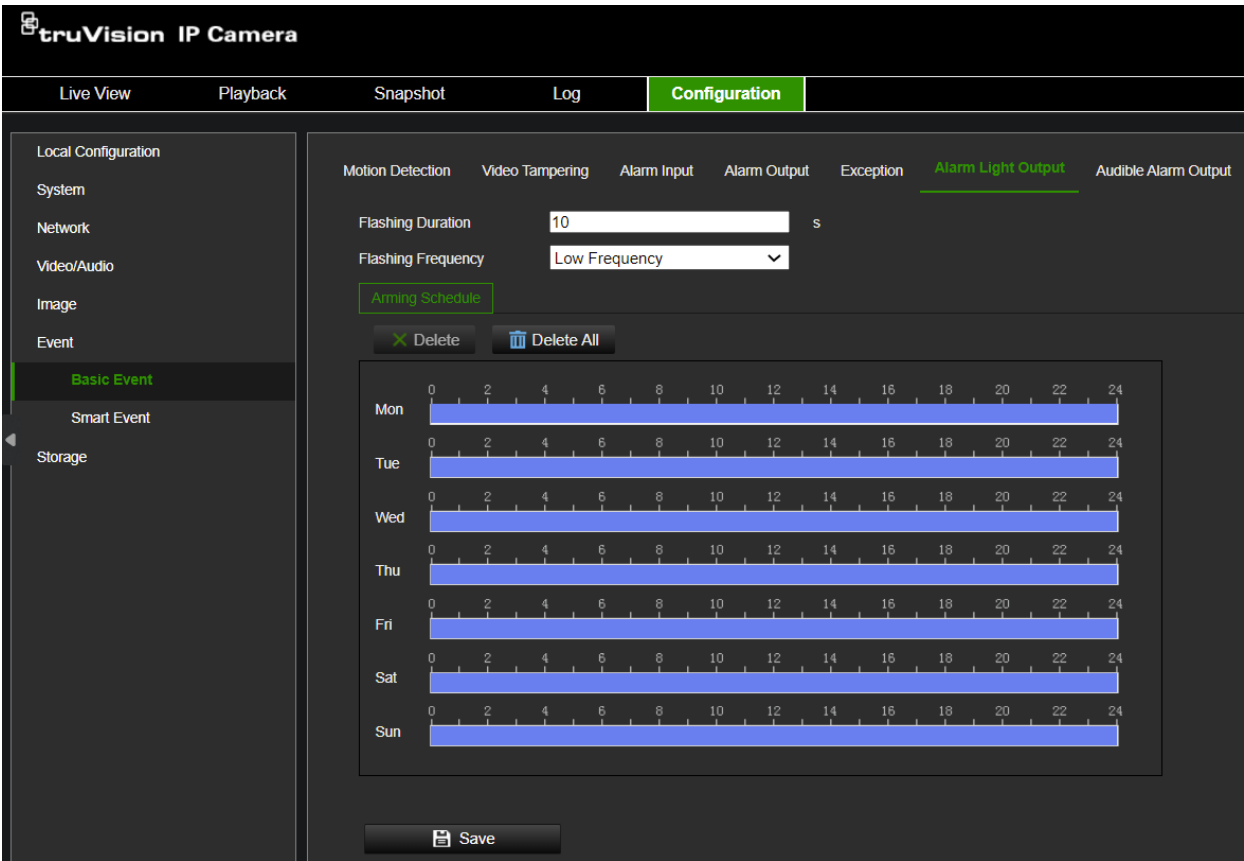 truVision IP Camera
Live View Playback Snapshot Log Configuration
Local Configuration
System
Network
Video/Audio
Image
Event
Basic Event
Smart Event
Storage
Motion Detection Video Tampering Alarm Input Alarm Output Exception Alarm Light Output Audible Alarm Output
Flashing Duration 10 s
Flashing Frequency Low Frequency
Arming Schedule
Delete Delete All
0 2 4 6 8 10 12 14 16 18 20 22 24
Mon
0 2 4 6 8 10 12 14 16 18 20 22 24
Tue
0 2 4 6 8 10 12 14 16 18 20 22 24
Wed
0 2 4 6 8 10 12 14 16 18 20 22 24
Thu
0 2 4 6 8 10 12 14 16 18 20 22 24
Fri
0 2 4 6 8 10 12 14 16 18 20 22 24
Sat
0 2 4 6 8 10 12 14 16 18 20 22 24
Sun
Save